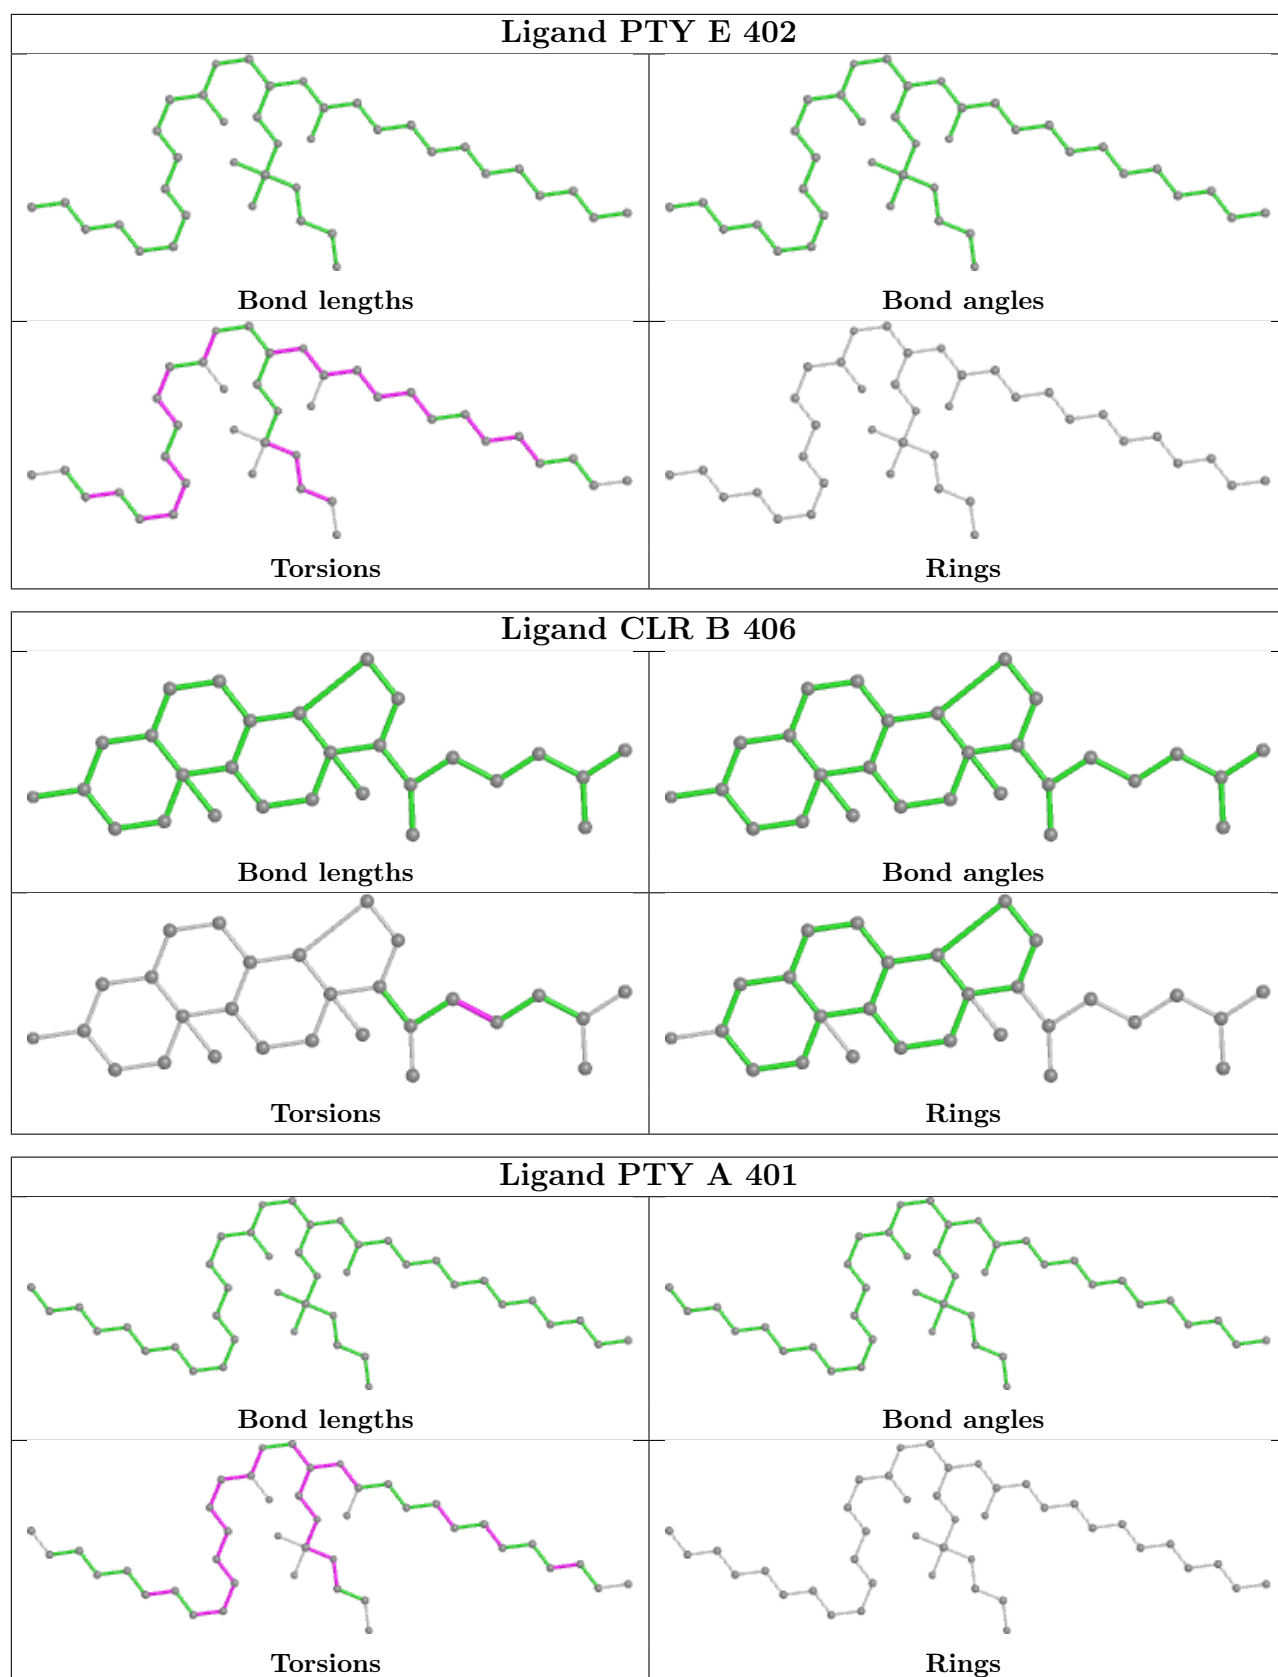 Ligand PTY E 402
Bond lengths
Bond angles
Torsions
Rings
Ligand CLR B 406
Bond lengths
Bond angles
Torsions
Rings
Ligand PTY A 401
Bond lengths
Bond angles
Torsions
Rings